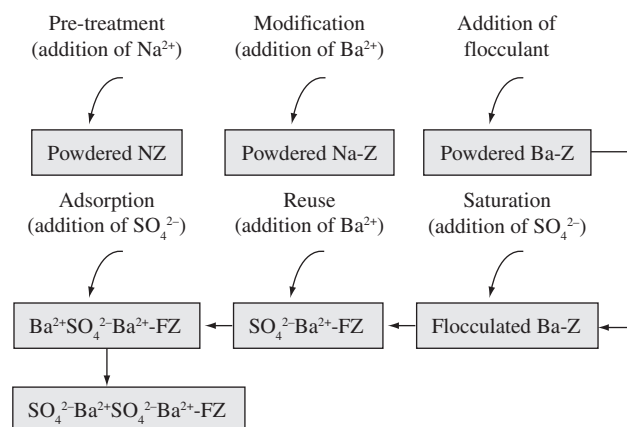 Pre-treatment
(addition of Na²⁺)
Modification
(addition of Ba²⁺)
Addition of
flocculant
Powdered NZ
Powdered Na-Z
Powdered Ba-Z
Adsorption
(addition of SO₄²⁻)
Reuse
(addition of Ba²⁺)
Saturation
(addition of SO₄²⁻)
Ba²⁺SO₄²⁻Ba²⁺-FZ
SO₄²⁻Ba²⁺-FZ
Flocculated Ba-Z
SO₄²⁻Ba²⁺SO₄²⁻Ba²⁺-FZ